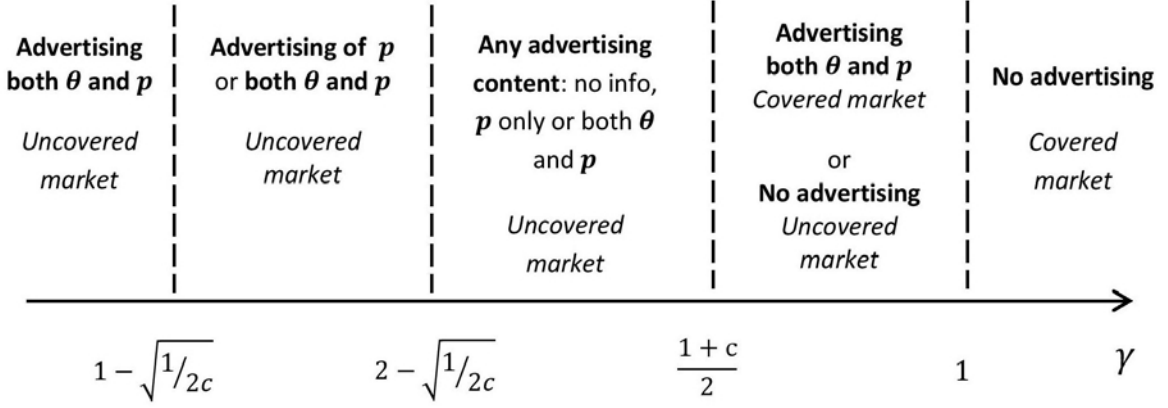 Advertising
both θ and p
Uncovered
market
Advertising of p
or both θ and p
Uncovered
market
Any advertising
content: no info,
p only or both θ
and p
Uncovered
market
Advertising
both θ and p
Covered market
or
No advertising
Uncovered
market
No advertising
Covered
market
1 − √1/2c
2 − √1/2c
1 + c
2
1
γ